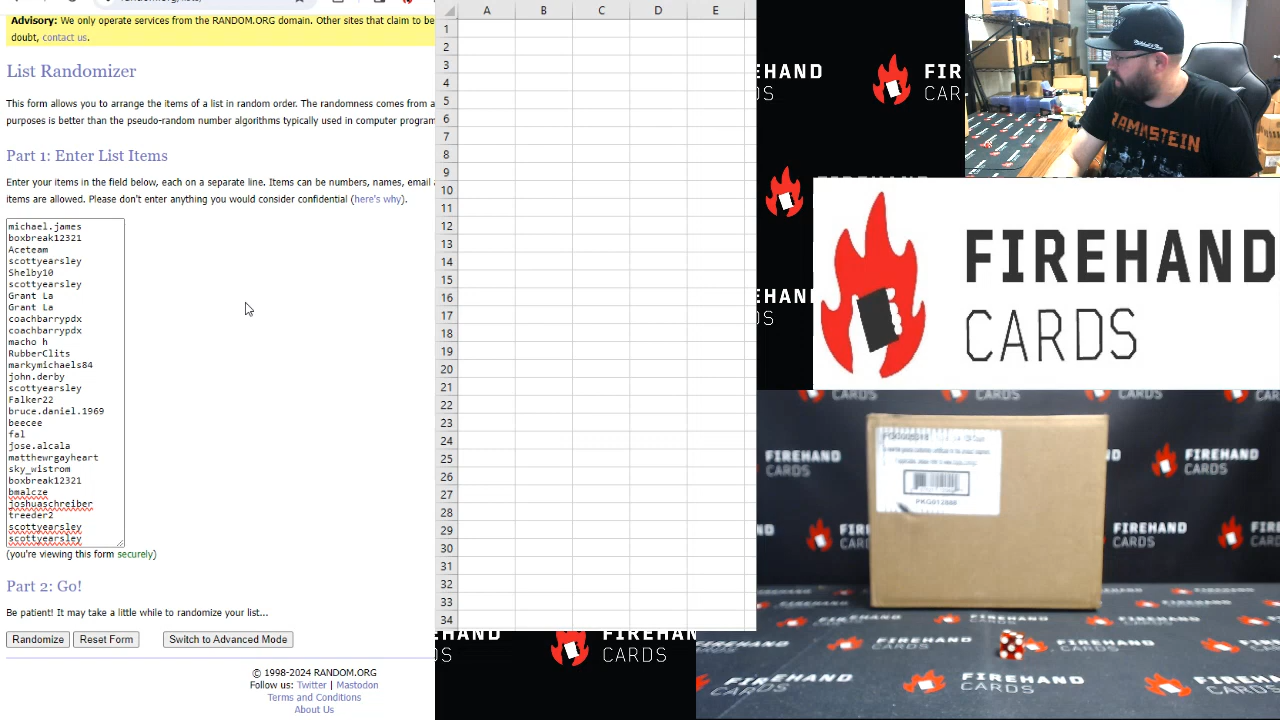 Advisory: We only operate services from the RANDOM.ORG domain. Other sites that claim to be
doubt, contact us.
List Randomizer
This form allows you to arrange the items of a list in random order. The randomness comes from a
purposes is better than the pseudo-random number algorithms typically used in computer program
Part 1: Enter List Items
Enter your items in the field below, each on a separate line. Items can be numbers, names, email
items are allowed. Please don't enter anything you would consider confidential (here's why).
michael.james
boxbreak12321
Aceteam
scottyearsley
Shelby10
scottyearsley
Grant La
Grant La
coachbarrypdx
coachbarrypdx
macho h
RubberClits
markymichaels84
john.derby
scottyearsley
Falker22
bruce.daniel.1969
beecee
fal
jose.alcala
matthewrgayheart
sky_wistrom
boxbreak12321
bmalcze
joshuaschreiber
treeder2
scottyearsley
scottyearsley
(you're viewing this form securely)
Part 2: Go!
Be patient! It may take a little while to randomize your list...
Randomize Reset Form Switch to Advanced Mode
© 1998-2024 RANDOM.ORG
Follow us: Twitter | Mastodon
Terms and Conditions
About Us
A B C D E
1
2
3
4
5
6
7
8
9
10
11
12
13
14
15
16
17
18
19
20
21
22
23
24
25
26
27
28
29
30
31
32
33
34
RAMMSTEIN
FIREHAND
CARDS
FIREHAND
CARDS
FIREHAND
CARDS
FIREHAND
CARDS